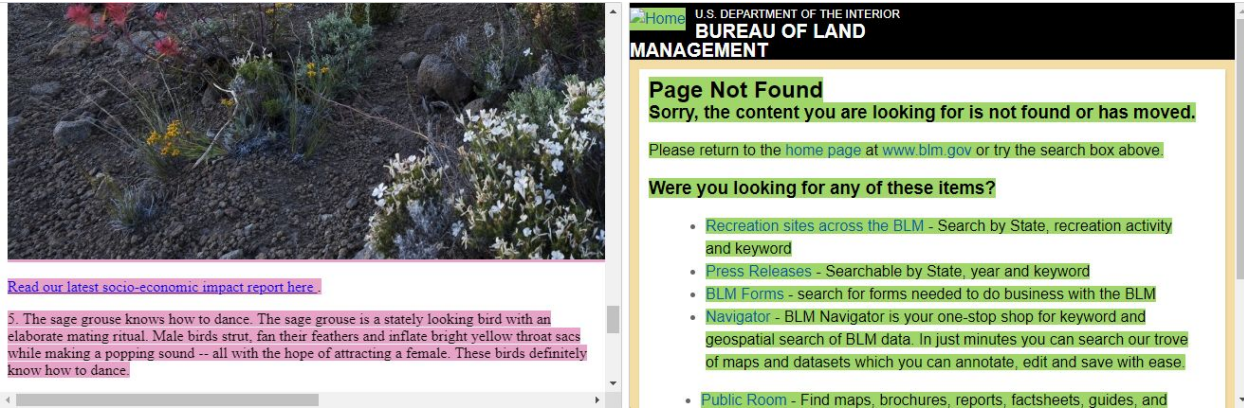 Read our latest socio-economic impact report here .
5. The sage grouse knows how to dance. The sage grouse is a stately looking bird with an
elaborate mating ritual. Male birds strut, fan their feathers and inflate bright yellow throat sacs
while making a popping sound -- all with the hope of attracting a female. These birds definitely
know how to dance.
Home
U.S. DEPARTMENT OF THE INTERIOR
BUREAU OF LAND
MANAGEMENT
Page Not Found
Sorry, the content you are looking for is not found or has moved.
Please return to the home page at www.blm.gov or try the search box above.
Were you looking for any of these items?
• Recreation sites across the BLM - Search by State, recreation activity
and keyword
• Press Releases - Searchable by State, year and keyword
• BLM Forms - search for forms needed to do business with the BLM
• Navigator - BLM Navigator is your one-stop shop for keyword and
geospatial search of BLM data. In just minutes you can search our trove
of maps and datasets which you can annotate, edit and save with ease.
• Public Room - Find maps, brochures, reports, factsheets, guides, and